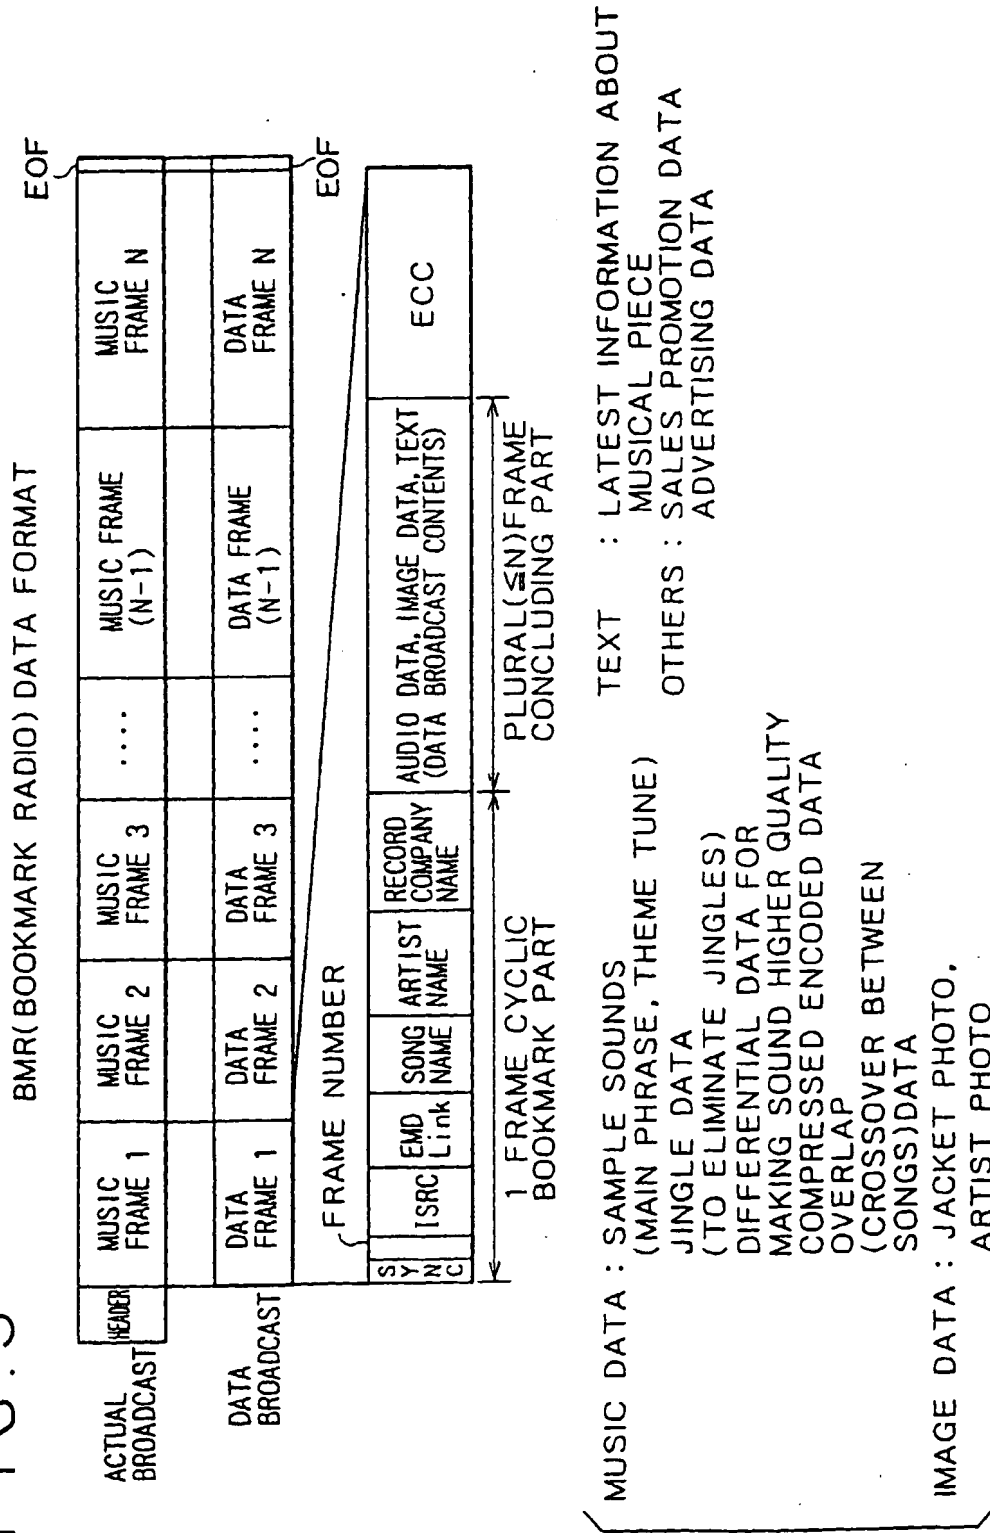 BMR(BOOKMARK RADIO) DATA FORMAT
EOF
ACTUAL
BROADCAST
HEADER
MUSIC
FRAME 1
MUSIC
FRAME 2
MUSIC
FRAME 3
....
MUSIC FRAME
(N-1)
MUSIC
FRAME N
DATA
BROADCAST
DATA
FRAME 1
DATA
FRAME 2
DATA
FRAME 3
....
DATA FRAME
(N-1)
DATA
FRAME N
EOF
FRAME NUMBER
SYNC
ISRC
EMD
Link
SONG
NAME
ARTIST
NAME
RECORD
COMPANY
NAME
AUDIO DATA, IMAGE DATA, TEXT
(DATA BROADCAST CONTENTS)
ECC
1 FRAME CYCLIC
BOOKMARK PART
PLURAL(≦N)FRAME
CONCLUDING PART
MUSIC DATA : SAMPLE SOUNDS
(MAIN PHRASE, THEME TUNE)
JINGLE DATA
(TO ELIMINATE JINGLES)
DIFFERENTIAL DATA FOR
MAKING SOUND HIGHER QUALITY
COMPRESSED ENCODED DATA
OVERLAP
(CROSSOVER BETWEEN
SONGS)DATA
IMAGE DATA : JACKET PHOTO,
ARTIST PHOTO
TEXT : LATEST INFORMATION ABOUT
MUSICAL PIECE
OTHERS : SALES PROMOTION DATA
ADVERTISING DATA